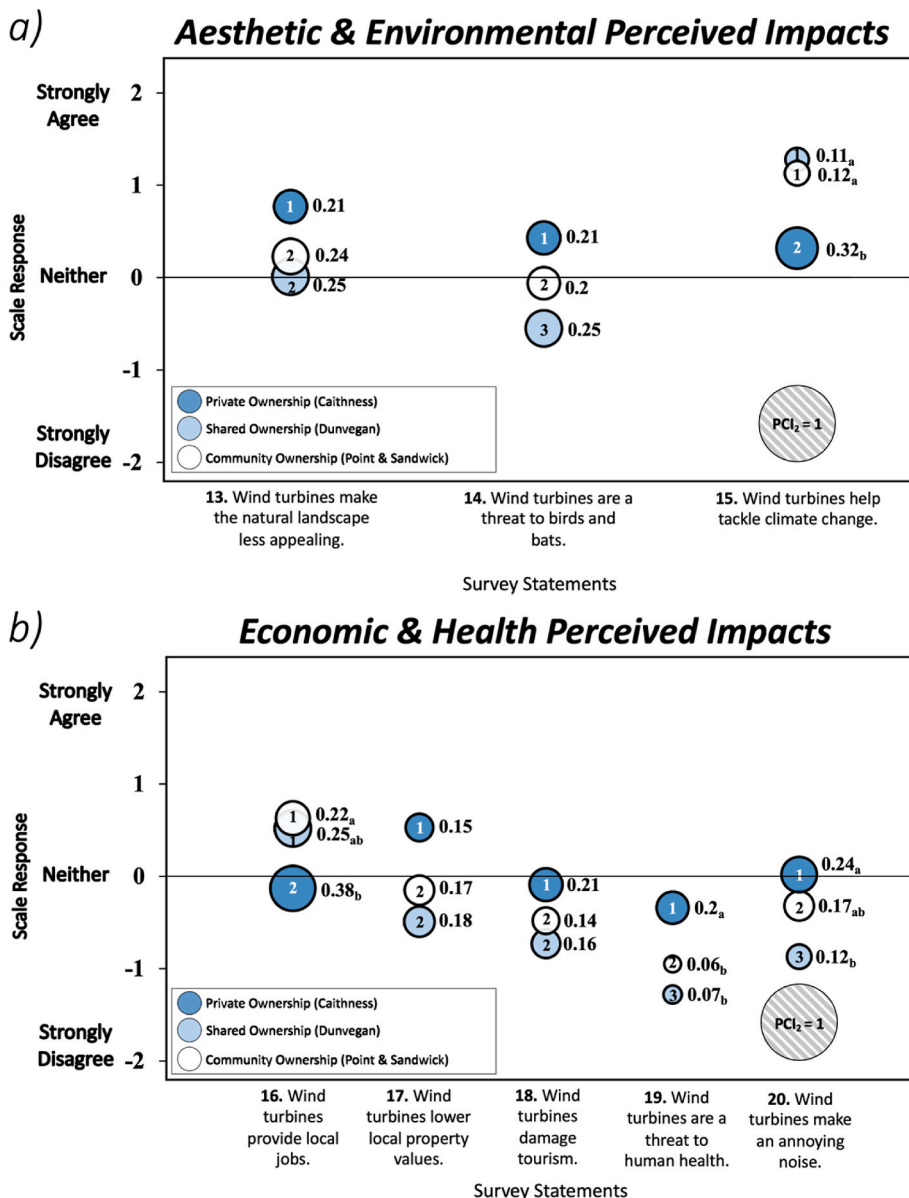 a)
Aesthetic & Environmental Perceived Impacts
Strongly
Agree
2
1
Neither
0
-1
Strongly
Disagree
-2
Scale Response
1
0.21
2
0.24
2
0.25
1
0.21
2
0.2
3
0.25
1
0.11a
1
0.12a
2
0.32b
Private Ownership (Caithness)
Shared Ownership (Dunvegan)
Community Ownership (Point & Sandwick)
PCI₂ = 1
13. Wind turbines make
the natural landscape
less appealing.
14. Wind turbines are a
threat to birds and
bats.
15. Wind turbines help
tackle climate change.
Survey Statements
b)
Economic & Health Perceived Impacts
Strongly
Agree
2
1
Neither
0
-1
Strongly
Disagree
-2
Scale Response
1
0.22a
1
0.25ab
2
0.38b
1
0.15
2
0.17
2
0.18
1
0.21
2
0.14
2
0.16
1
0.2a
2
0.06b
3
0.07b
1
0.24a
2
0.17ab
3
0.12b
Private Ownership (Caithness)
Shared Ownership (Dunvegan)
Community Ownership (Point & Sandwick)
PCI₂ = 1
16. Wind
turbines
provide local
jobs.
17. Wind
turbines lower
local property
values.
18. Wind
turbines
damage
tourism.
19. Wind
turbines are a
threat to
human health.
20. Wind
turbines make
an annoying
noise.
Survey Statements